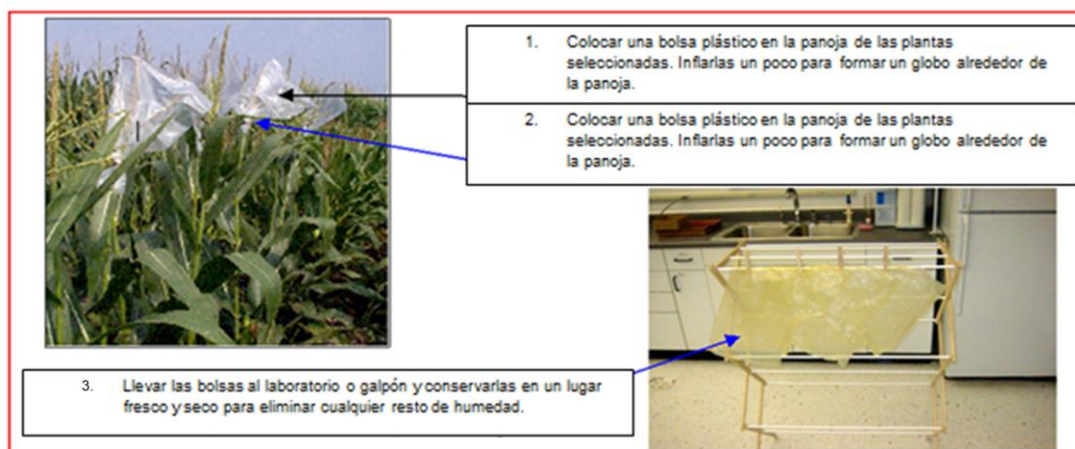 1. Colocar una bolsa plástico en la panoja de las plantas
seleccionadas. Inflarlas un poco para formar un globo alrededor de
la panoja.
2. Colocar una bolsa plástico en la panoja de las plantas
seleccionadas. Inflarlas un poco para formar un globo alrededor de
la panoja.
3. Llevar las bolsas al laboratorio o galpón y conservarlas en un lugar
fresco y seco para eliminar cualquier resto de humedad.